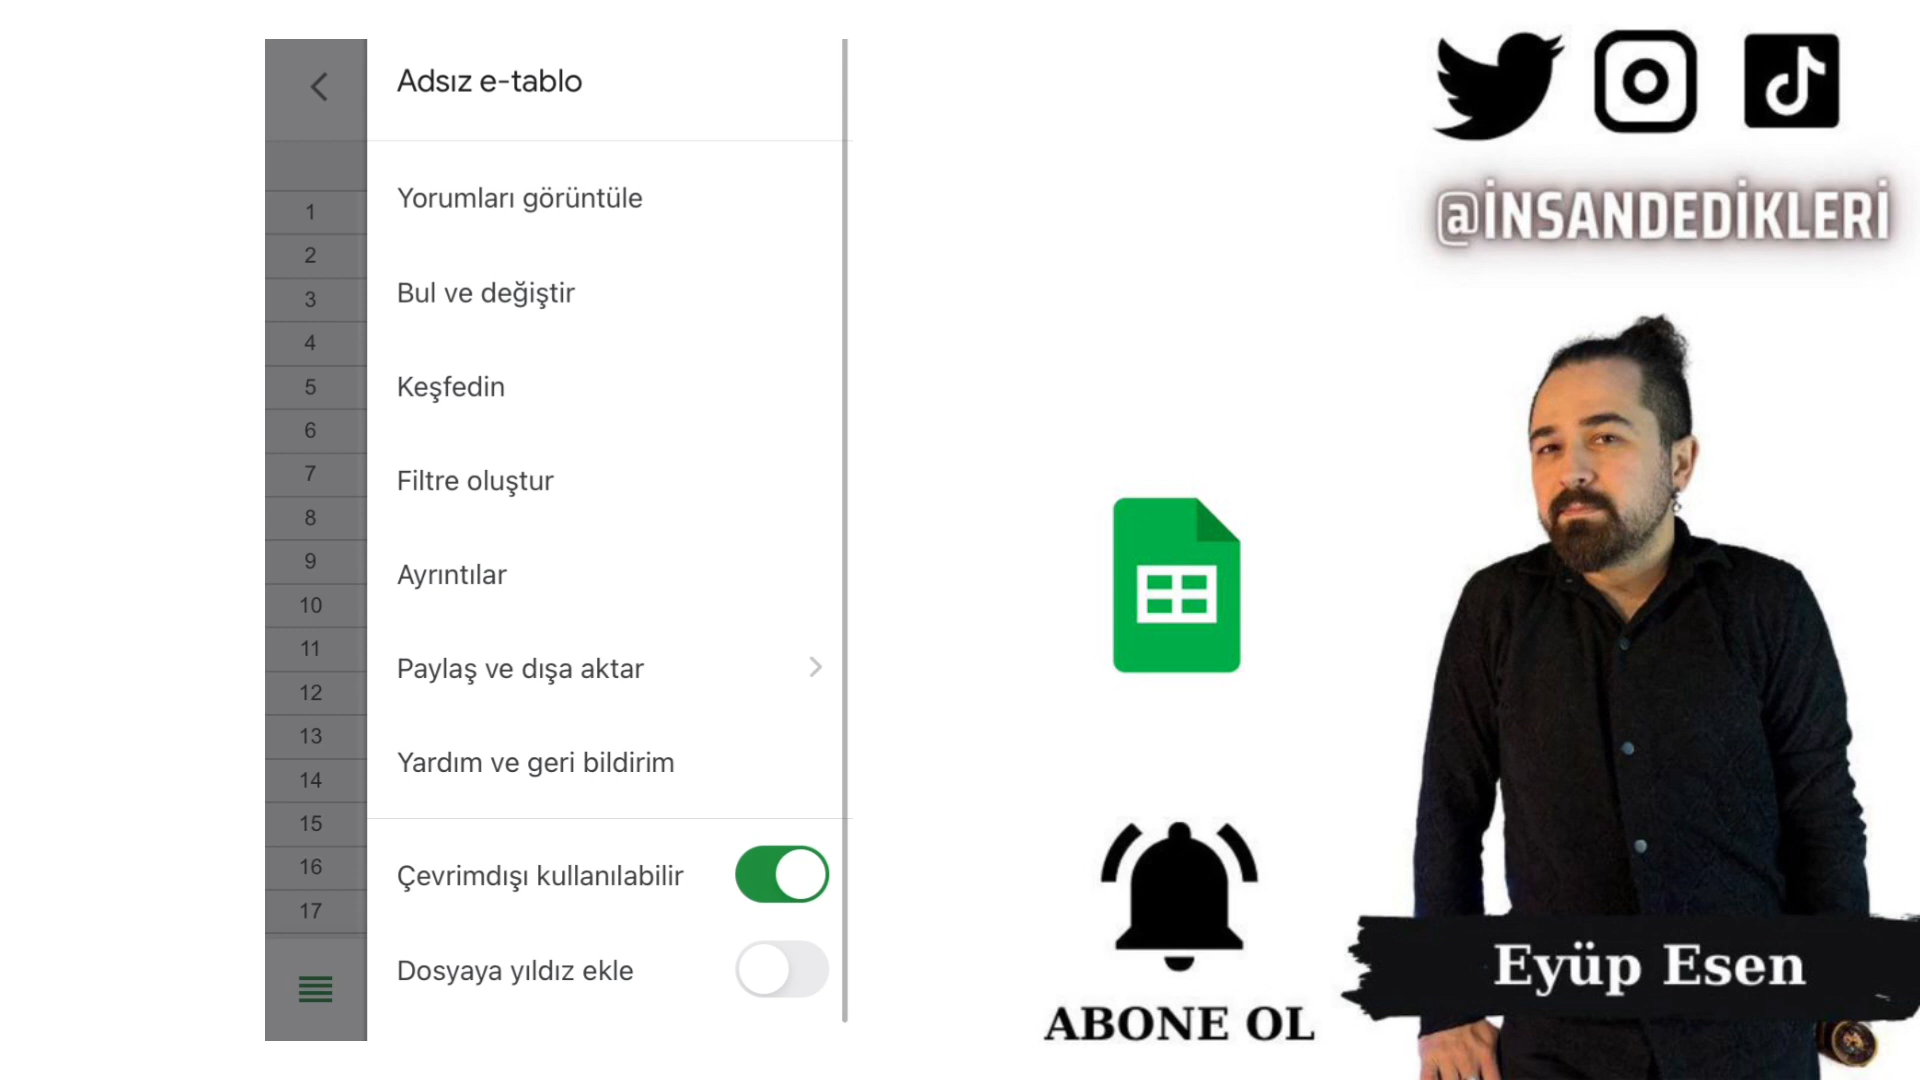 Adsız e-tablo
Yorumları görüntüle
Bul ve değiştir
Keşfedin
Filtre oluştur
Ayrıntılar
Paylaş ve dışa aktar
Yardım ve geri bildirim
Çevrimdışı kullanılabilir
Dosyaya yıldız ekle
1
2
3
4
5
6
7
8
9
10
11
12
13
14
15
16
17
@İNSANDEDİKLERİ
ABONE OL
Eyüp Esen